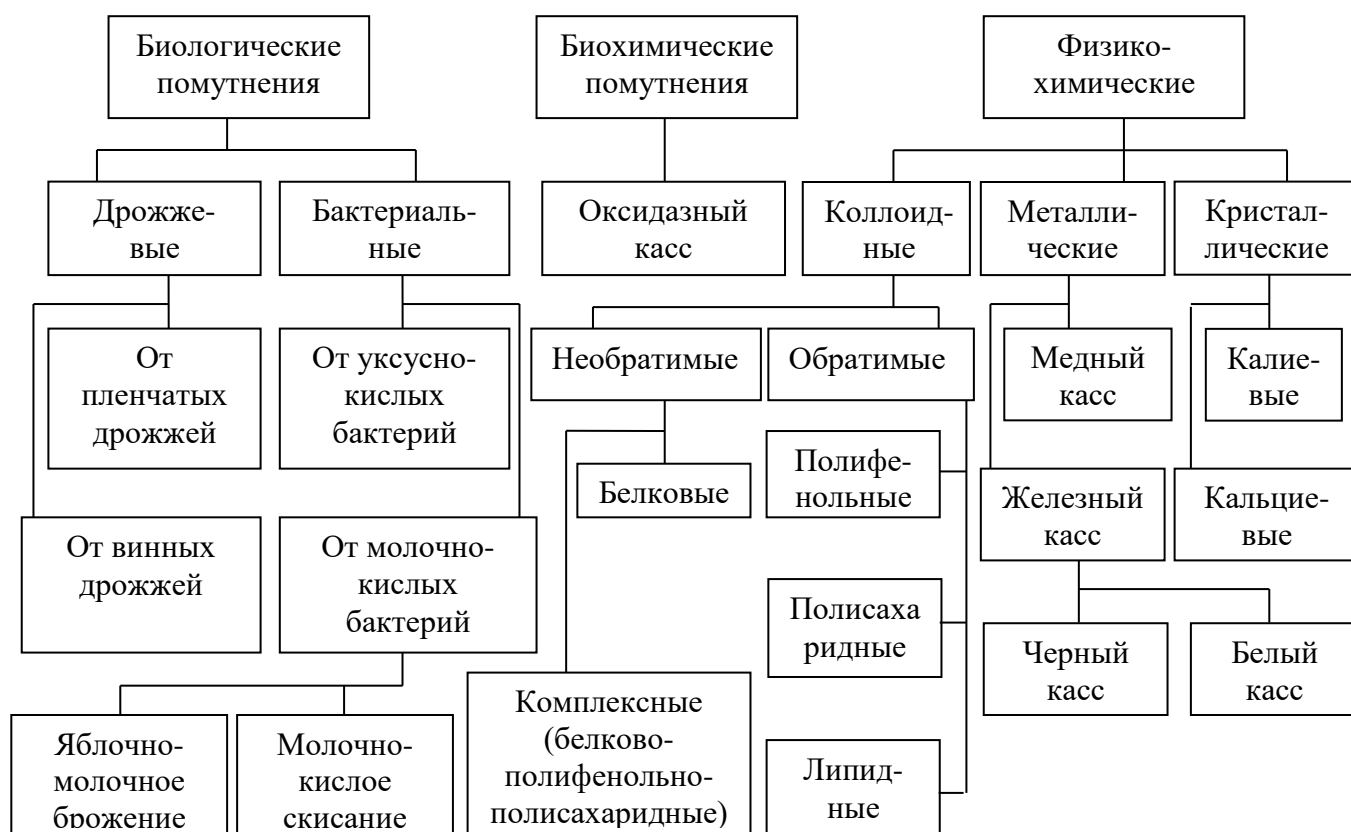 Биологические
помутнения
Биохимические
помутнения
Физико-
химические
Дрожже-
вые
Бактериаль-
ные
Оксидазный
касс
Коллоид-
ные
Металли-
ческие
Кристал-
лические
От
пленчатых
дрожжей
От уксусно-
кислых
бактерий
Необратимые
Обратимые
Медный
касс
Калие-
вые
Белковые
Полифе-
нольные
Железный
касс
Кальцие-
вые
От винных
дрожжей
От молочно-
кислых
бактерий
Полисаха
ридные
Черный
касс
Белый
касс
Яблочно-
молочное
брожение
Молочно-
кислое
скисание
Комплексные
(белково-
полифенольно-
полисахаридные)
Липид-
ные